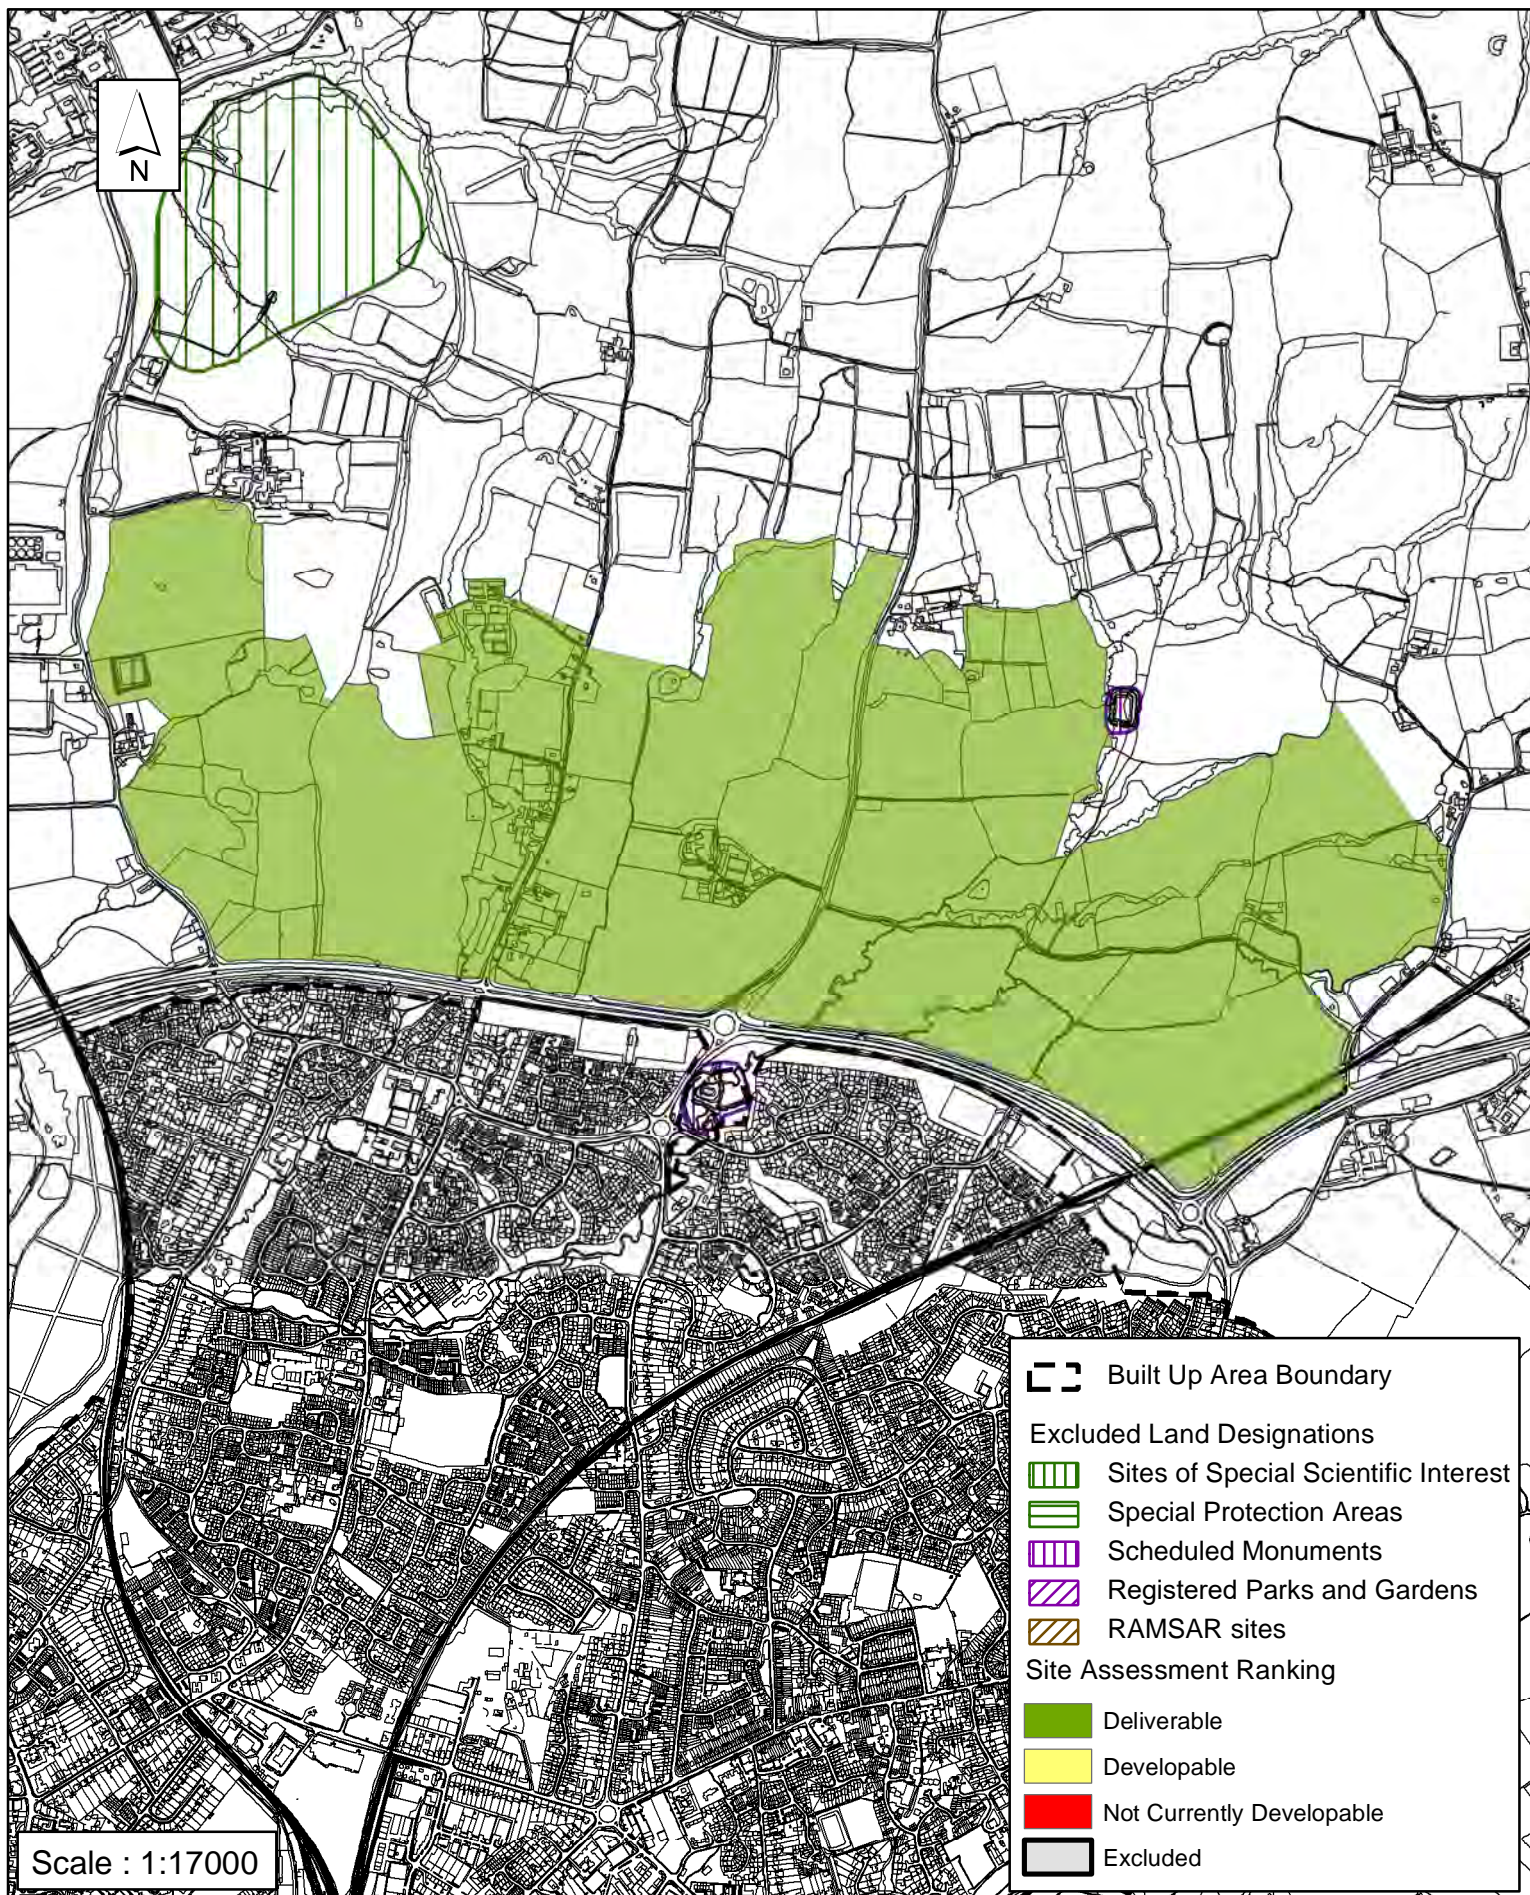 N
Built Up Area Boundary
Excluded Land Designations
Sites of Special Scientific Interest
Special Protection Areas
Scheduled Monuments
Registered Parks and Gardens
RAMSAR sites
Site Assessment Ranking
Deliverable
Developable
Not Currently Developable
Excluded
Scale : 1:17000